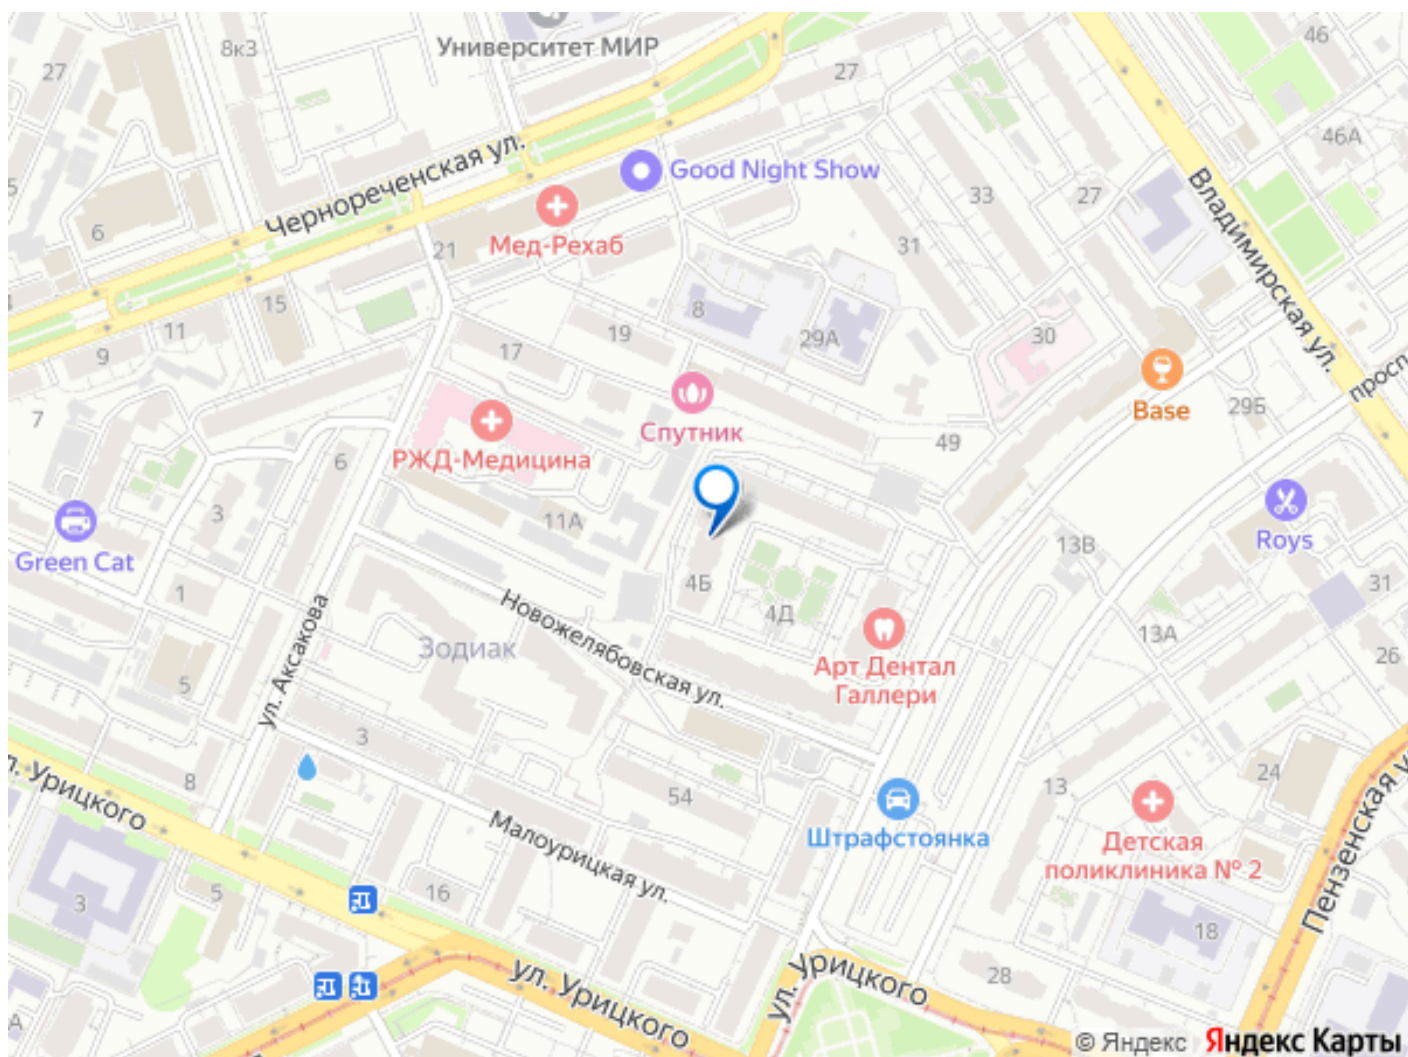 Университет МИР
8к3
46
27
27
46А
Чернореченская ул.
Good Night Show
33
27
Владимирская ул.
6
21
Мед-Рехаб
31
15
11
19
8
29А
30
9
17
просп
7
Спутник
Base
29Б
49
РЖД-Медицина
6
3
11А
Green Cat
Roys
13В
1
4Б
4Д
31
Новожелябовская ул.
13А
ул. Аксакова
Зодиак
Арт Дентал
Галлери
26
5
3
8
54
13
24
ул. Урицкого
Малоурицкая ул.
Штрафстоянка
Детская
поликлиника № 2
Пензенская у
3
5
16
18
ул. Урицкого
ул. Урицкого
28
А
© Яндекс Яндекс Карты